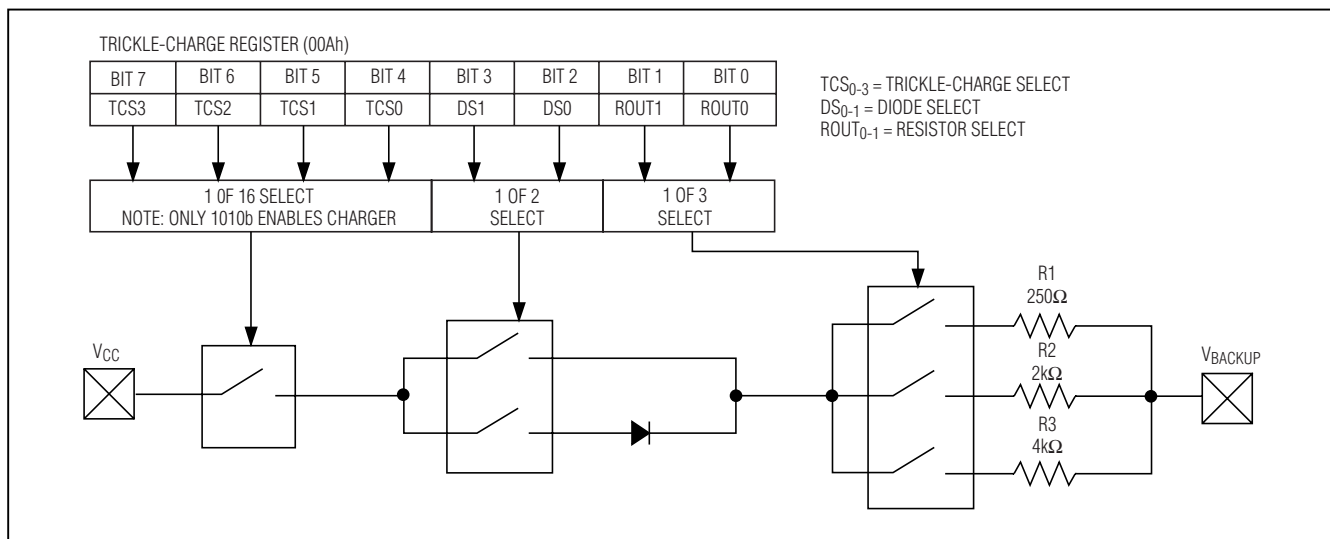 TRICKLE-CHARGE REGISTER (00Ah)
BIT 7 BIT 6 BIT 5 BIT 4 BIT 3 BIT 2 BIT 1 BIT 0
TCS3 TCS2 TCS1 TCS0 DS1 DS0 ROUT1 ROUT0
TCS0-3 = TRICKLE-CHARGE SELECT
DS0-1 = DIODE SELECT
ROUT0-1 = RESISTOR SELECT
1 0F 16 SELECT
NOTE: ONLY 1010b ENABLES CHARGER
1 OF 2
SELECT
1 OF 3
SELECT
VCC
R1
250Ω
R2
2kΩ
R3
4kΩ
VBACKUP